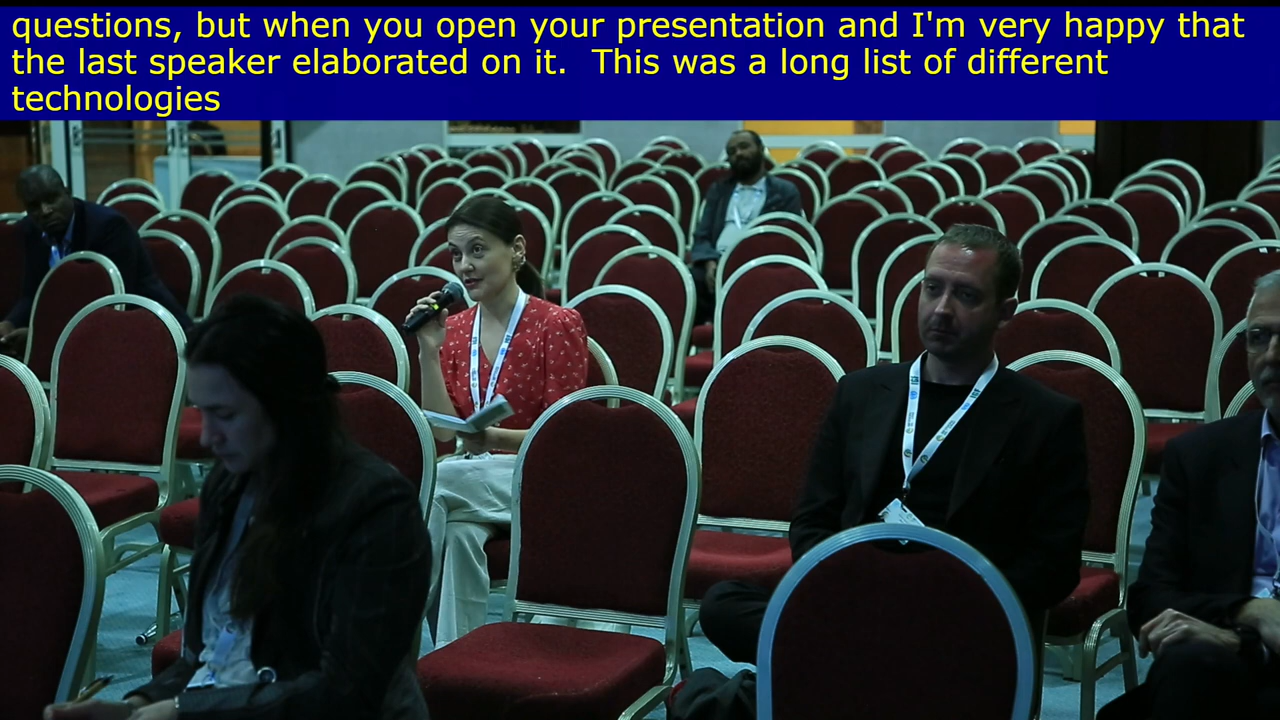 questions, but when you open your presentation and I'm very happy that
the last speaker elaborated on it.  This was a long list of different
technologies